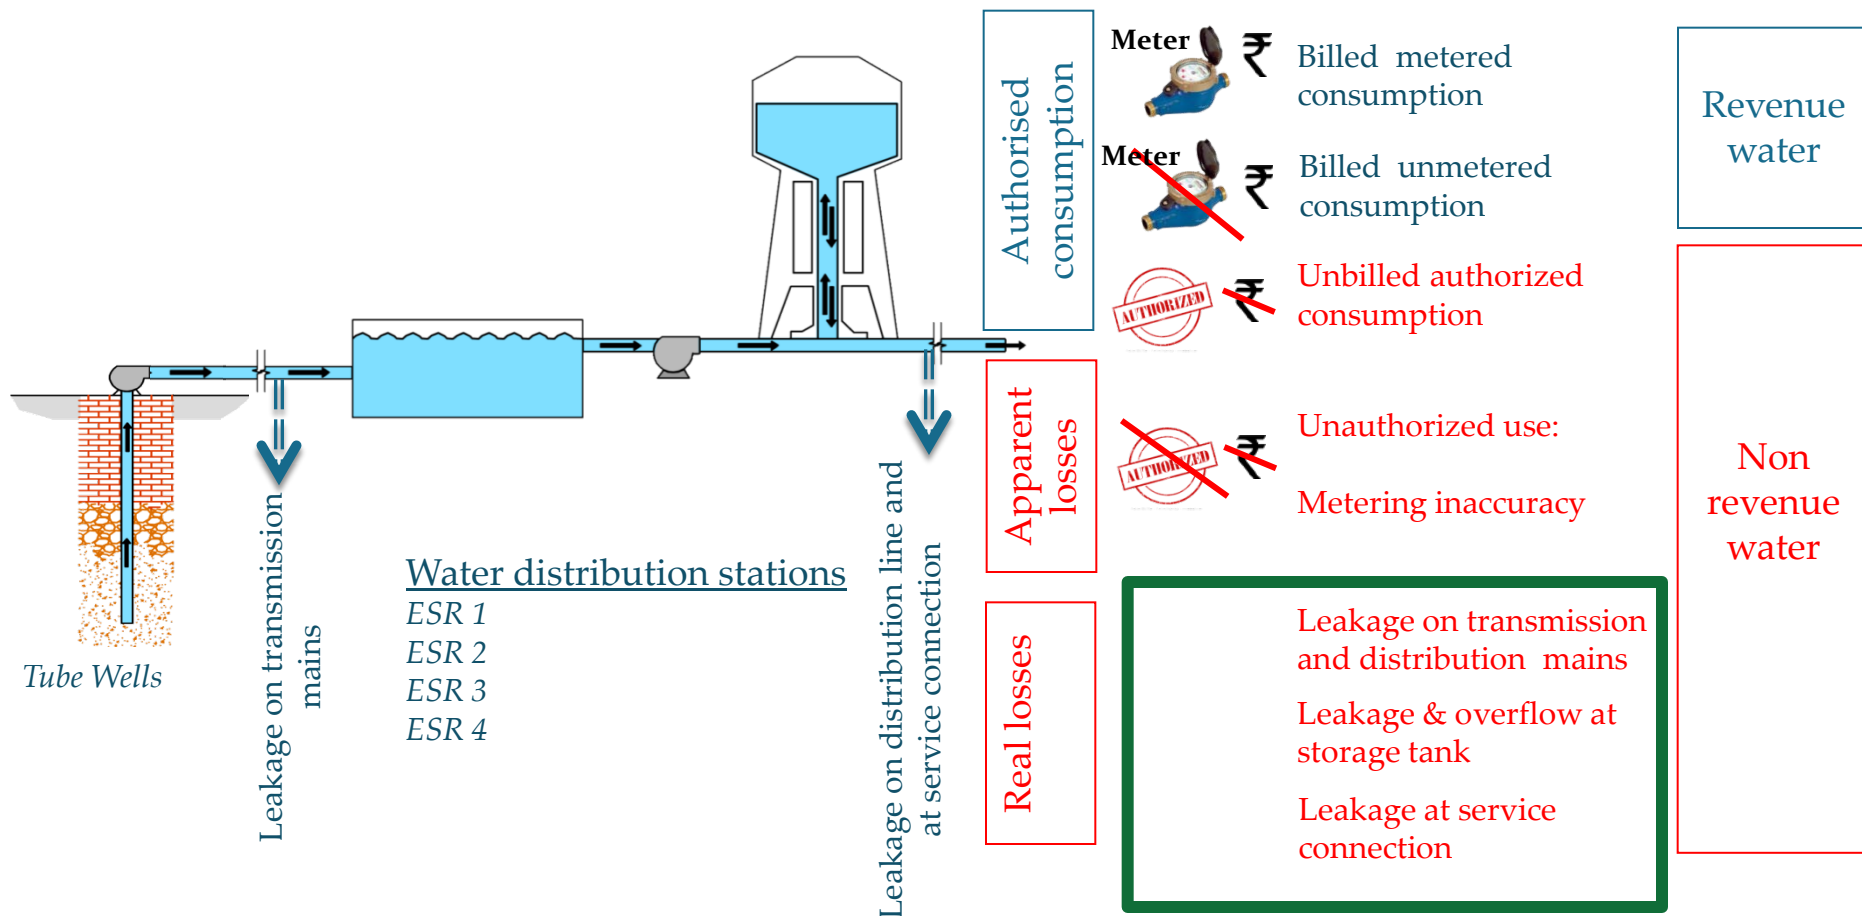 Meter
₹
Billed metered
consumption
Meter
₹
Billed unmetered
consumption
AUTHORIZED
₹
Unbilled authorized
consumption
Authorised
consumption
Revenue
water
AUTHORIZED
₹
Unauthorized use:
Metering inaccuracy
Apparent
losses
Non
revenue
water
Leakage on transmission
and distribution mains
Leakage & overflow at
storage tank
Leakage at service
connection
Real losses
Tube Wells
Leakage on transmission
mains
Water distribution stations
ESR 1
ESR 2
ESR 3
ESR 4
Leakage on distribution line and
at service connection